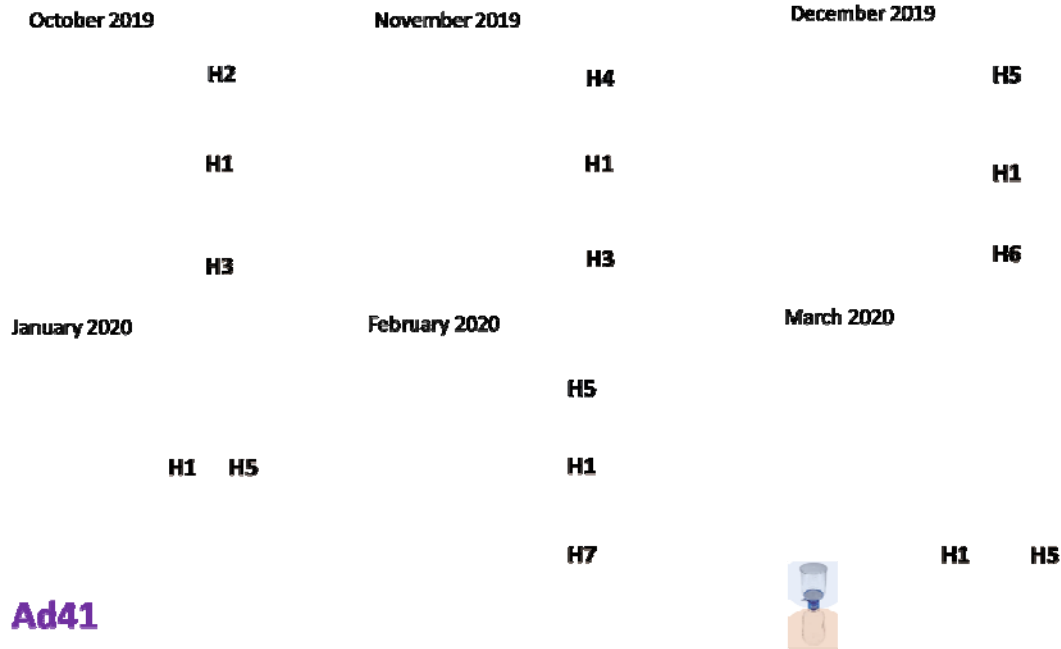 October 2019
November 2019
December 2019
H2
H4
H5
H1
H1
H1
H3
H3
H6
January 2020
February 2020
March 2020
H5
H1 H5
H1
H7
H1 H5
Ad41